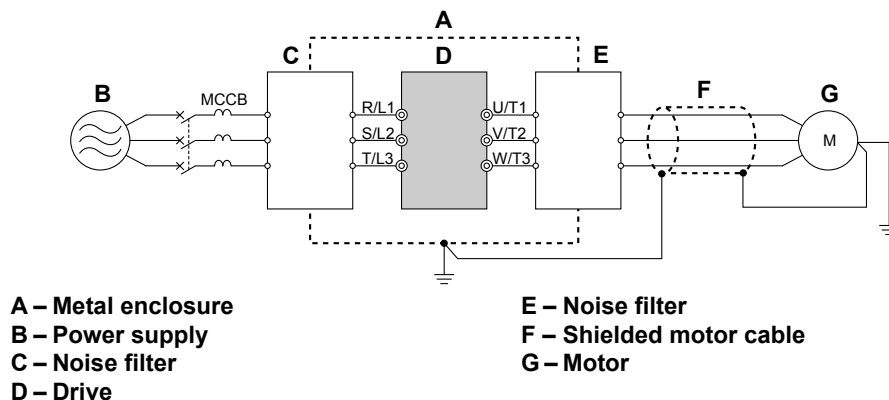 A
C
D
E
B
F
G
MCCB
R/L1
U/T1
S/L2
V/T2
M
T/L3
W/T3
A – Metal enclosure
B – Power supply
C – Noise filter
D – Drive
E – Noise filter
F – Shielded motor cable
G – Motor